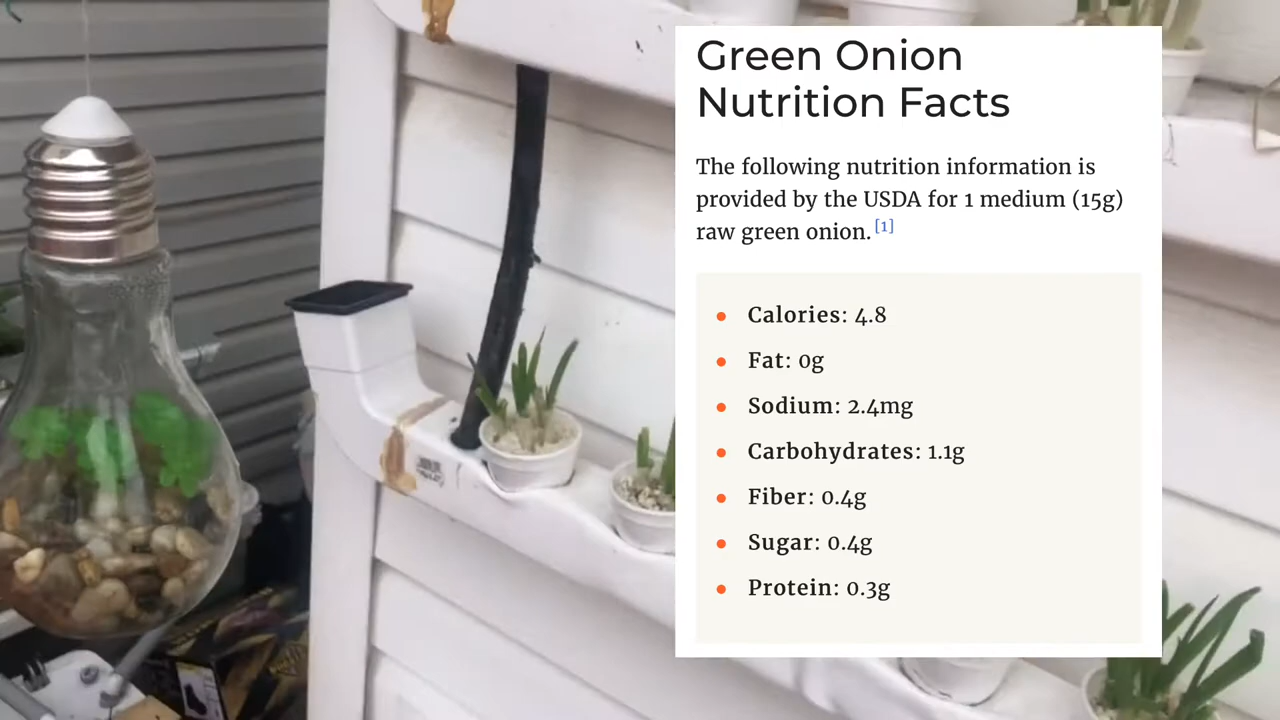 Green Onion
Nutrition Facts
The following nutrition information is
provided by the USDA for 1 medium (15g)
raw green onion. [1]
Calories: 4.8
Fat: 0g
Sodium: 2.4mg
Carbohydrates: 1.1g
Fiber: 0.4g
Sugar: 0.4g
Protein: 0.3g